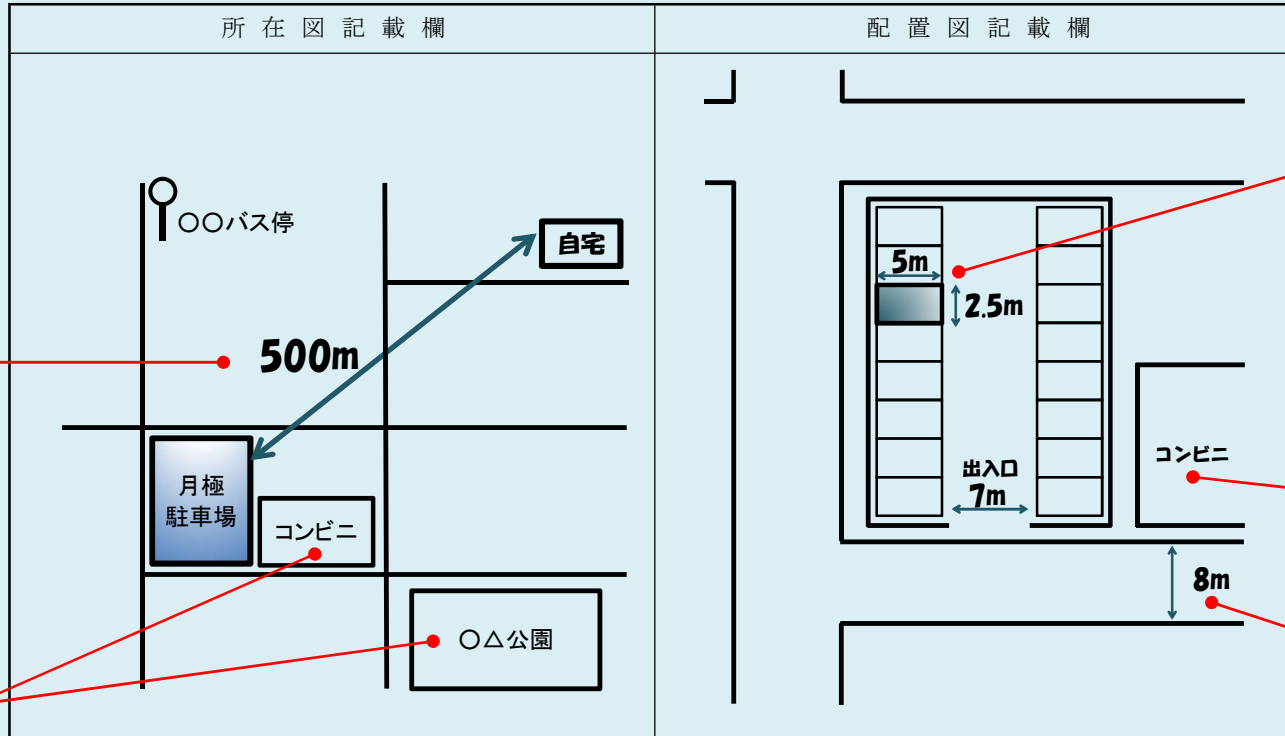 所在図記載欄
〇〇バス停
自宅
500m
月極
駐車場
コンビニ
〇△公園
配置図記載欄
5m
2.5m
コンビニ
出入口
7m
8m